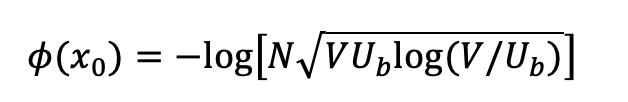 𝜙(𝑥₀) = −log[𝑁√(𝑉𝑈_b log(𝑉/𝑈_b))]